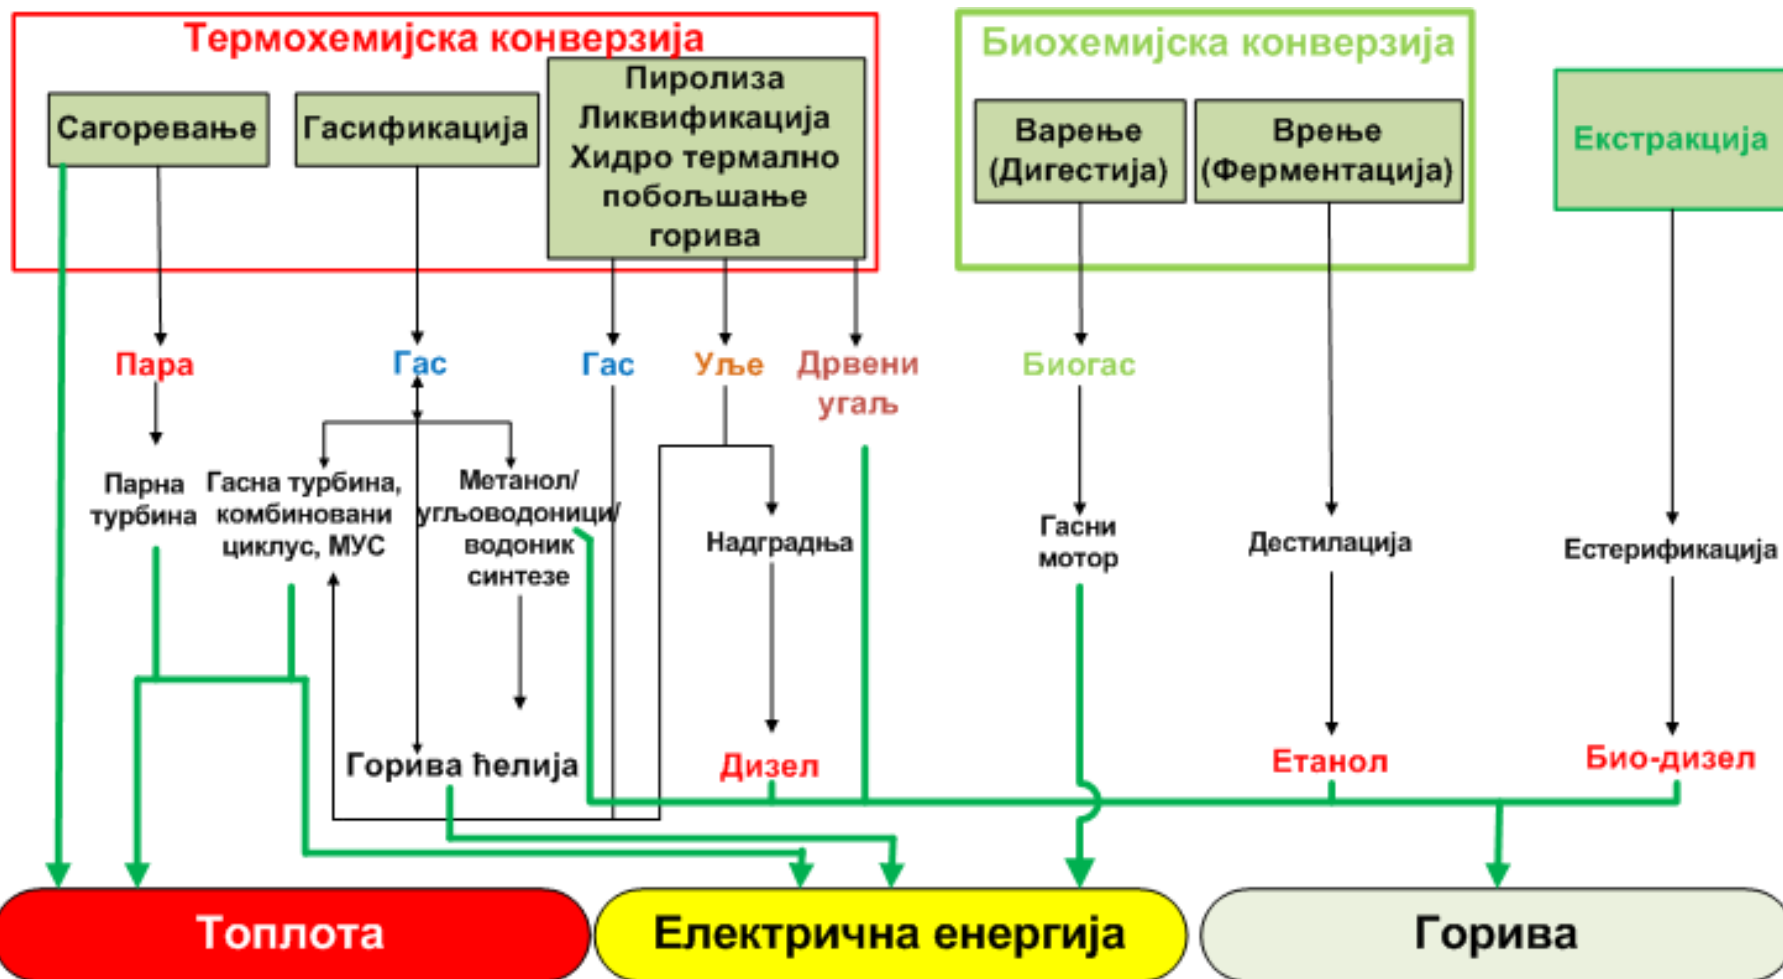 Термохемијска конверзија
Биохемијска конверзија
Сагоревање
Гасификација
Пиролиза
Ликвификација
Хидро термално
побољшање
горива
Варење
(Дигестија)
Врење
(Ферментација)
Екстракција
Пара
Гас
Гас
Уље
Дрвени
угаљ
Биогас
Парна
турбина
Гасна турбина,
комбиновани
циклус, МУС
Метанол/
угљоводоници/
водоник
синтезе
Надградња
Гасни
мотор
Дестилација
Естерификација
Горива ћелија
Дизел
Етанол
Био-дизел
Топлота
Електрична енергија
Горива